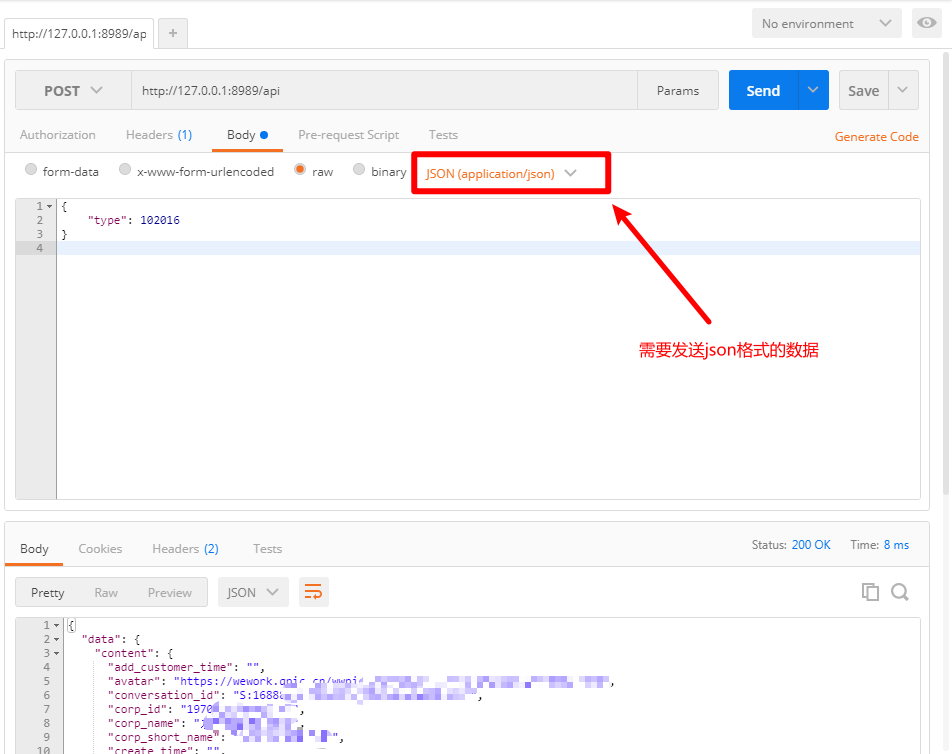 No environment
http://127.0.0.1:8989/ap
+
POST http://127.0.0.1:8989/api Params Send Save
Authorization Headers (1) Body Pre-request Script Tests Generate Code
form-data x-www-form-urlencoded raw binary JSON (application/json)
1 {
2 "type": 102016
3 }
4
需要发送json格式的数据
Body Cookies Headers (2) Tests Status: 200 OK Time: 8 ms
Pretty Raw Preview JSON
1 {
2 "data": {
3 "content": {
4 "add_customer_time": "",
5 "avatar": "https://wework.qpic.cn/wwpi
6 "conversation_id": "S:1688
7 "corp_id": "1970 ",
8 "corp_name": " ,
9 "corp_short_name": " ",
10 "create_time": "",